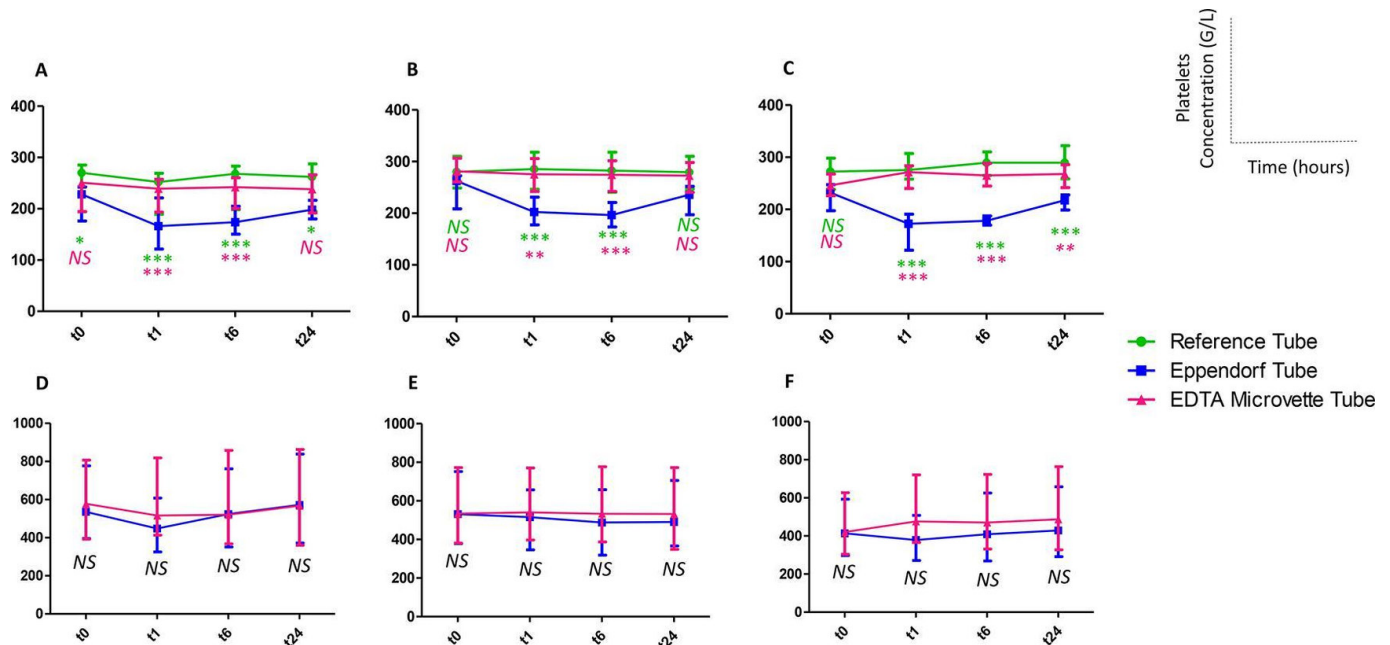 A
400
300
200
100
0
*
NS
***
***
***
***
*
NS
t0 t1 t6 t24
B
400
300
200
100
0
NS
NS
***
**
***
***
NS
NS
t0 t1 t6 t24
C
400
300
200
100
0
NS
NS
***
***
***
***
***
**
t0 t1 t6 t24
Platelets
Concentration (G/L)
Time (hours)
Reference Tube
Eppendorf Tube
EDTA Microvette Tube
D
1000
800
600
400
200
0
NS NS NS NS
t0 t1 t6 t24
E
1000
800
600
400
200
0
NS NS NS NS
t0 t1 t6 t24
F
1000
800
600
400
200
0
NS NS NS NS
t0 t1 t6 t24